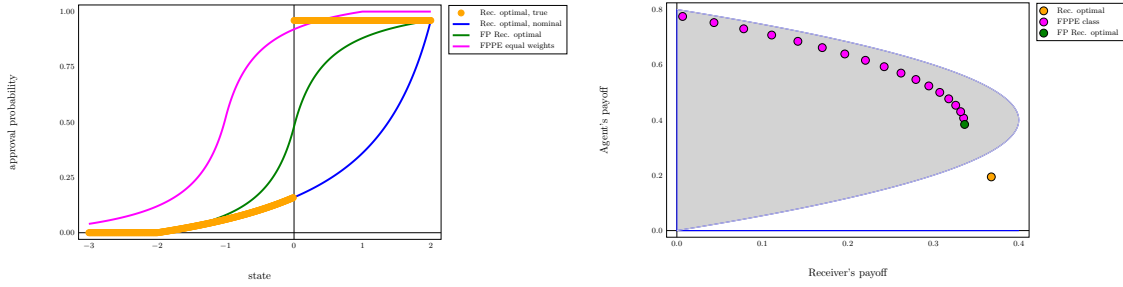 approval probability
1.00
0.75
0.50
0.25
0.00
−3
−2
−1
0
1
2
state
Rec. optimal, true
Rec. optimal, nominal
FP Rec. optimal
FPPE equal weights
Agent's payoff
0.8
0.6
0.4
0.2
0.0
0.0
0.1
0.2
0.3
0.4
Receiver's payoff
Rec. optimal
FPPE class
FP Rec. optimal